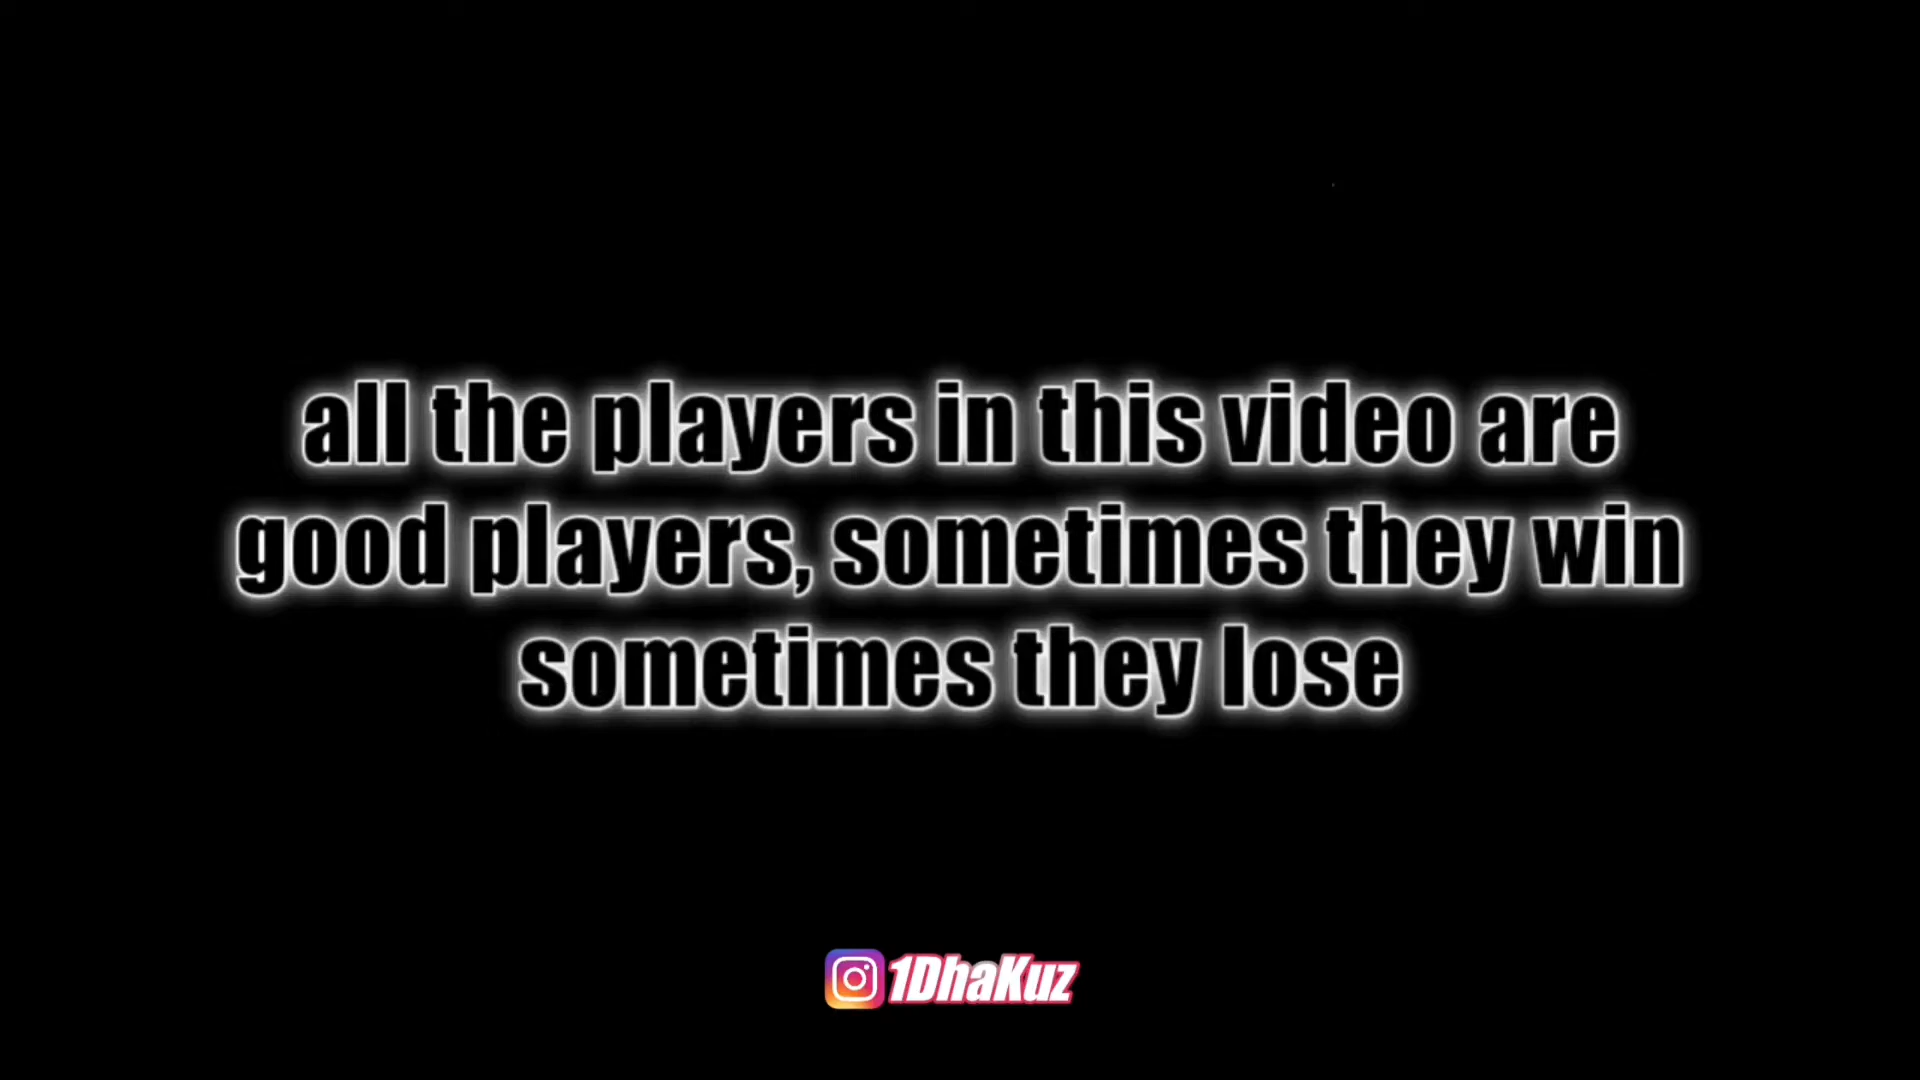 all the players in this video are
good players, sometimes they win
sometimes they lose
1DhaKuz